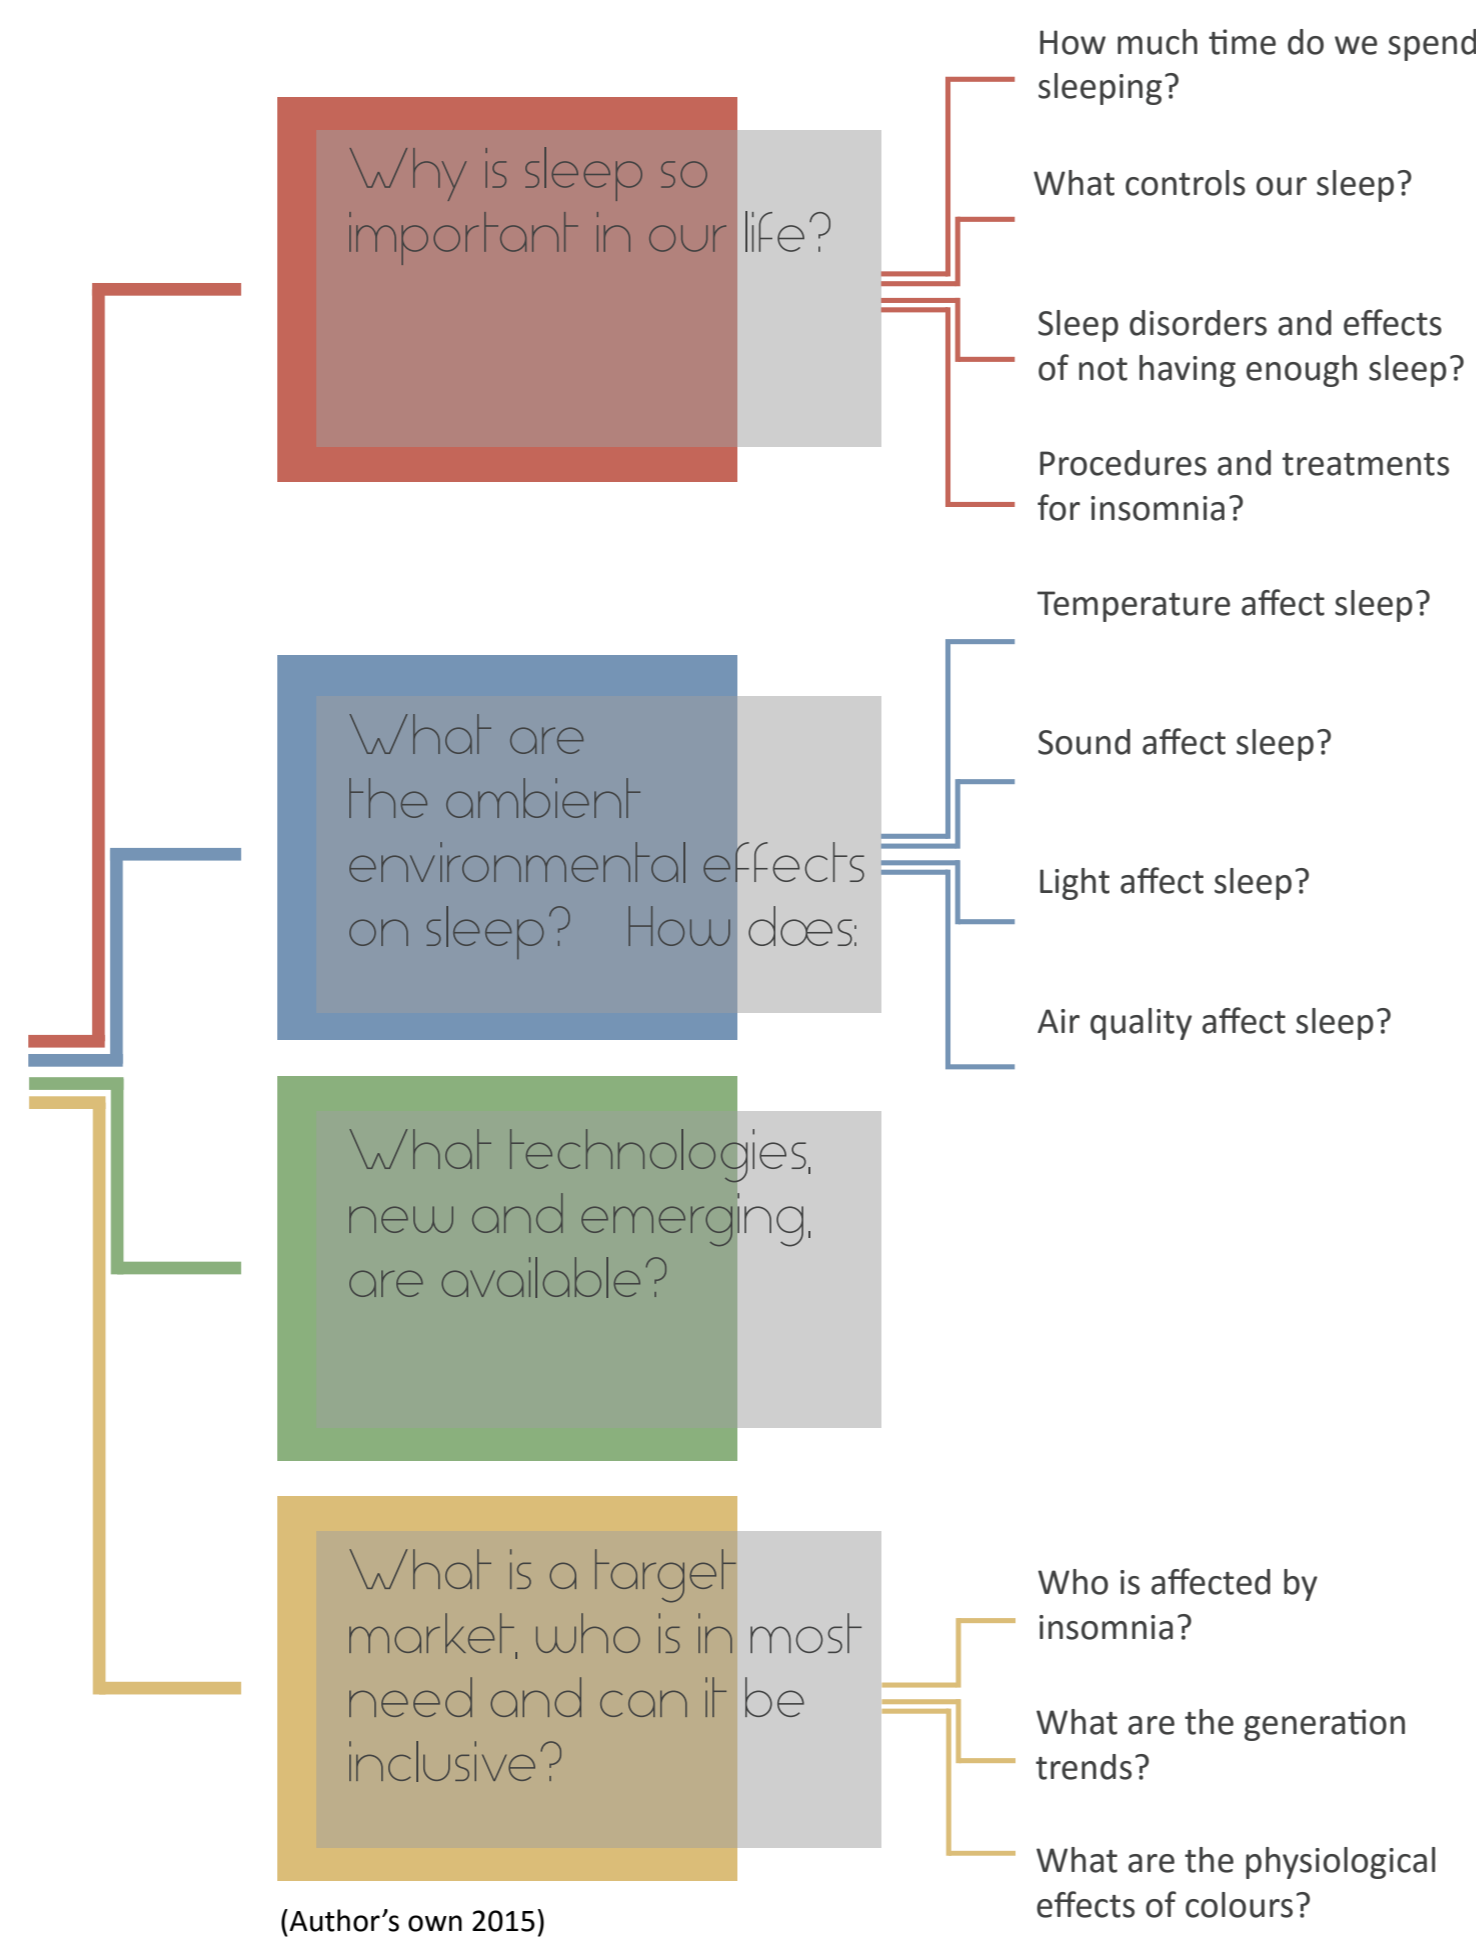 Why is sleep so
important in our life?
How much time do we spend
sleeping?
What controls our sleep?
Sleep disorders and effects
of not having enough sleep?
Procedures and treatments
for insomnia?
What are
the ambient
environmental effects
on sleep? How does:
Temperature affect sleep?
Sound affect sleep?
Light affect sleep?
Air quality affect sleep?
What technologies,
new and emerging,
are available?
What is a target
market, who is in most
need and can it be
inclusive?
Who is affected by
insomnia?
What are the generation
trends?
What are the physiological
effects of colours?
(Author’s own 2015)